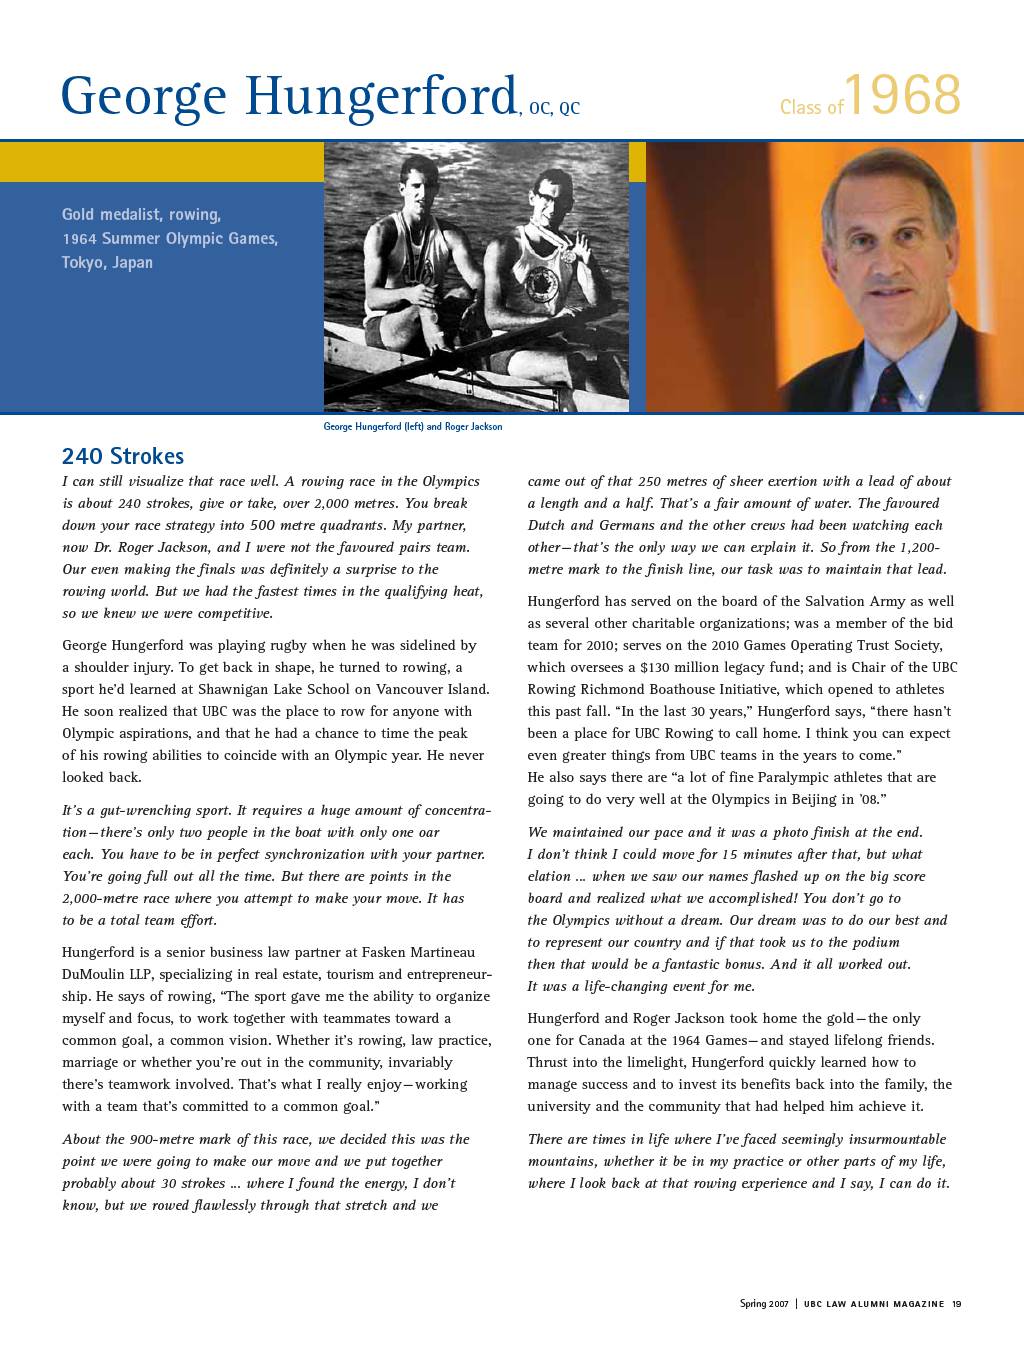 George Hungerford, OC, QC
Class of 1968
Gold medalist, rowing,
1964 Summer Olympic Games,
Tokyo, Japan
George Hungerford (left) and Roger Jackson
240 Strokes
I can still visualize that race well. A rowing race in the Olympics
is about 240 strokes, give or take, over 2,000 metres. You break
down your race strategy into 500 metre quadrants. My partner,
now Dr. Roger Jackson, and I were not the favoured pairs team.
Our even making the finals was definitely a surprise to the
rowing world. But we had the fastest times in the qualifying heat,
so we knew we were competitive.
George Hungerford was playing rugby when he was sidelined by
a shoulder injury. To get back in shape, he turned to rowing, a
sport he’d learned at Shawnigan Lake School on Vancouver Island.
He soon realized that UBC was the place to row for anyone with
Olympic aspirations, and that he had a chance to time the peak
of his rowing abilities to coincide with an Olympic year. He never
looked back.
It’s a gut-wrenching sport. It requires a huge amount of concentra-
tion—there’s only two people in the boat with only one oar
each. You have to be in perfect synchronization with your partner.
You’re going full out all the time. But there are points in the
2,000-metre race where you attempt to make your move. It has
to be a total team effort.
Hungerford is a senior business law partner at Fasken Martineau
DuMoulin LLP, specializing in real estate, tourism and entrepreneur-
ship. He says of rowing, “The sport gave me the ability to organize
myself and focus, to work together with teammates toward a
common goal, a common vision. Whether it’s rowing, law practice,
marriage or whether you’re out in the community, invariably
there’s teamwork involved. That’s what I really enjoy—working
with a team that’s committed to a common goal.”
About the 900-metre mark of this race, we decided this was the
point we were going to make our move and we put together
probably about 30 strokes ... where I found the energy, I don’t
know, but we rowed flawlessly through that stretch and we
came out of that 250 metres of sheer exertion with a lead of about
a length and a half. That’s a fair amount of water. The favoured
Dutch and Germans and the other crews had been watching each
other—that’s the only way we can explain it. So from the 1,200-
metre mark to the finish line, our task was to maintain that lead.
Hungerford has served on the board of the Salvation Army as well
as several other charitable organizations; was a member of the bid
team for 2010; serves on the 2010 Games Operating Trust Society,
which oversees a $130 million legacy fund; and is Chair of the UBC
Rowing Richmond Boathouse Initiative, which opened to athletes
this past fall. “In the last 30 years,” Hungerford says, “there hasn’t
been a place for UBC Rowing to call home. I think you can expect
even greater things from UBC teams in the years to come.”
He also says there are “a lot of fine Paralympic athletes that are
going to do very well at the Olympics in Beijing in ’08.”
We maintained our pace and it was a photo finish at the end.
I don’t think I could move for 15 minutes after that, but what
elation ... when we saw our names flashed up on the big score
board and realized what we accomplished! You don’t go to
the Olympics without a dream. Our dream was to do our best and
to represent our country and if that took us to the podium
then that would be a fantastic bonus. And it all worked out.
It was a life-changing event for me.
Hungerford and Roger Jackson took home the gold—the only
one for Canada at the 1964 Games—and stayed lifelong friends.
Thrust into the limelight, Hungerford quickly learned how to
manage success and to invest its benefits back into the family, the
university and the community that had helped him achieve it.
There are times in life where I’ve faced seemingly insurmountable
mountains, whether it be in my practice or other parts of my life,
where I look back at that rowing experience and I say, I can do it.
Spring 2007 | UBC LAW ALUMNI MAGAZINE 19